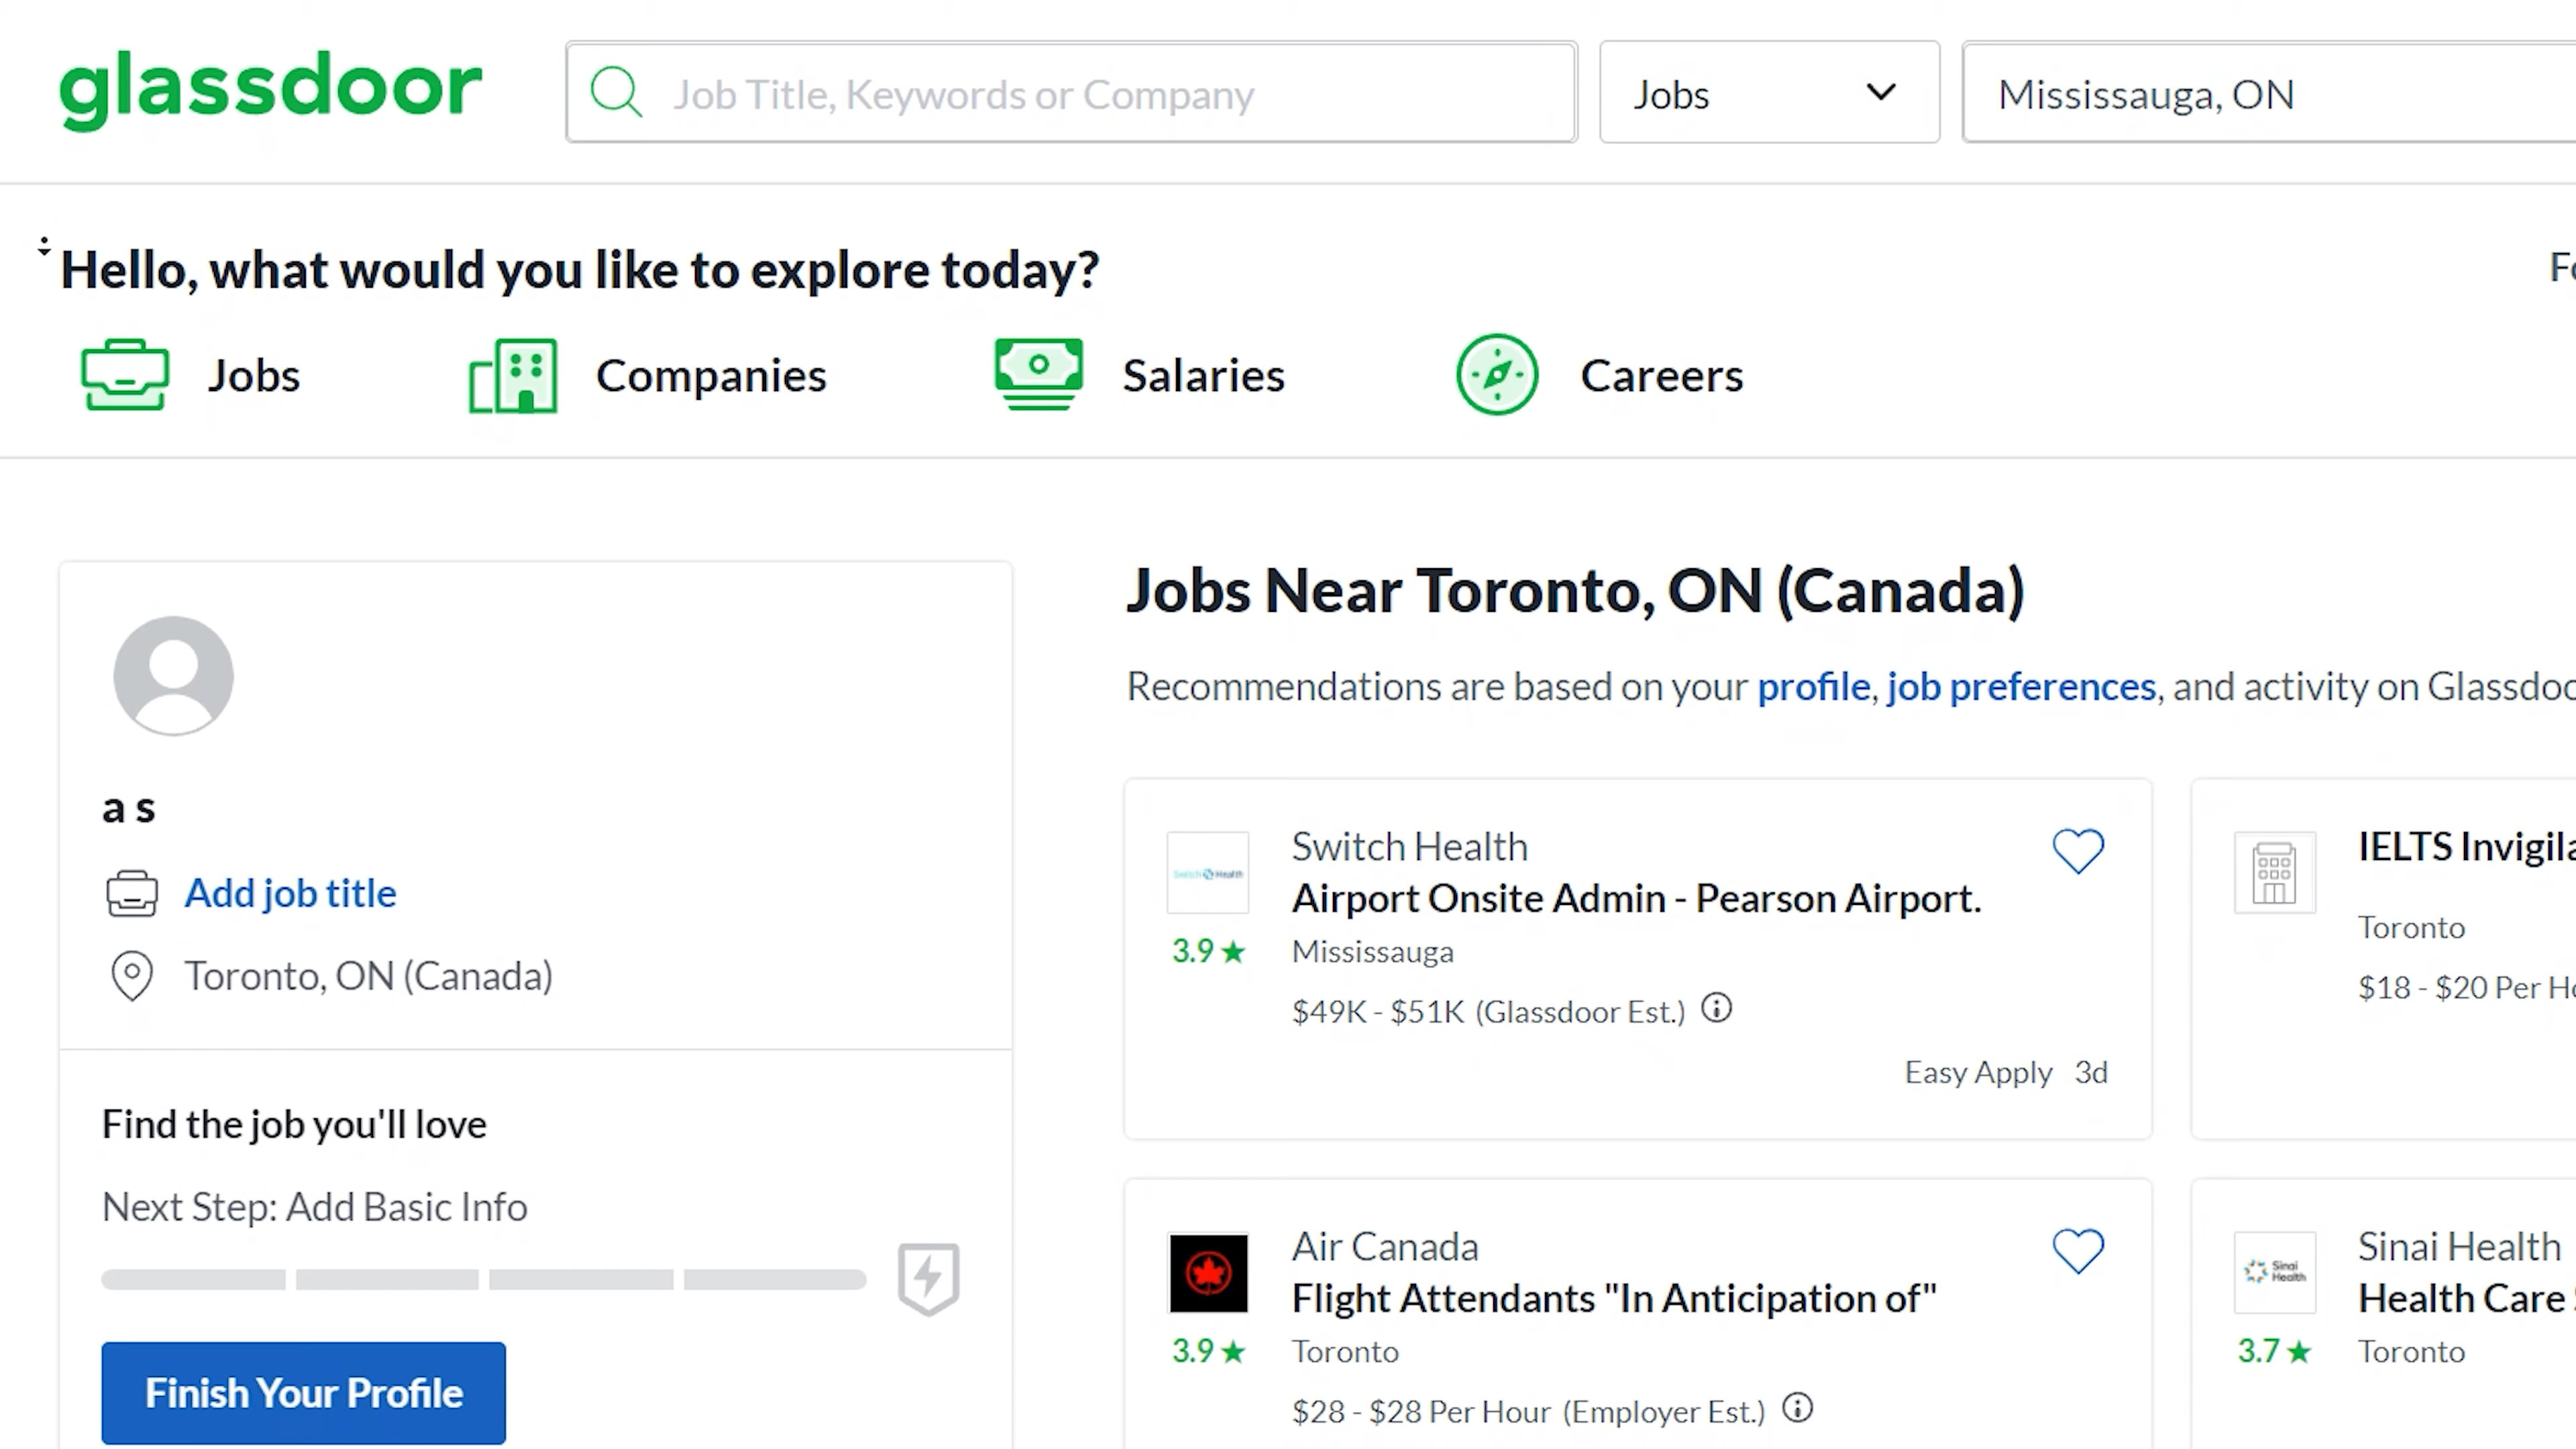 glassdoor
Job Title, Keywords or Company
Jobs
Mississauga, ON
Hello, what would you like to explore today?
Jobs
Companies
Salaries
Careers
a s
Add job title
Toronto, ON (Canada)
Find the job you'll love
Next Step: Add Basic Info
Finish Your Profile
Jobs Near Toronto, ON (Canada)
Recommendations are based on your profile, job preferences, and activity on
Switch Health
Switch Health
Airport Onsite Admin - Pearson Airport.
3.9 ★
Mississauga
$49K - $51K (Glassdoor Est.)
Easy Apply 3d
IELTS
Toronto
$18 - $20 Per
Air Canada
Flight Attendants "In Anticipation of"
3.9 ★
Toronto
$28 - $28 Per Hour (Employer Est.)
Sinai
Health
Sinai Health
Health Care
3.7 ★
Toronto